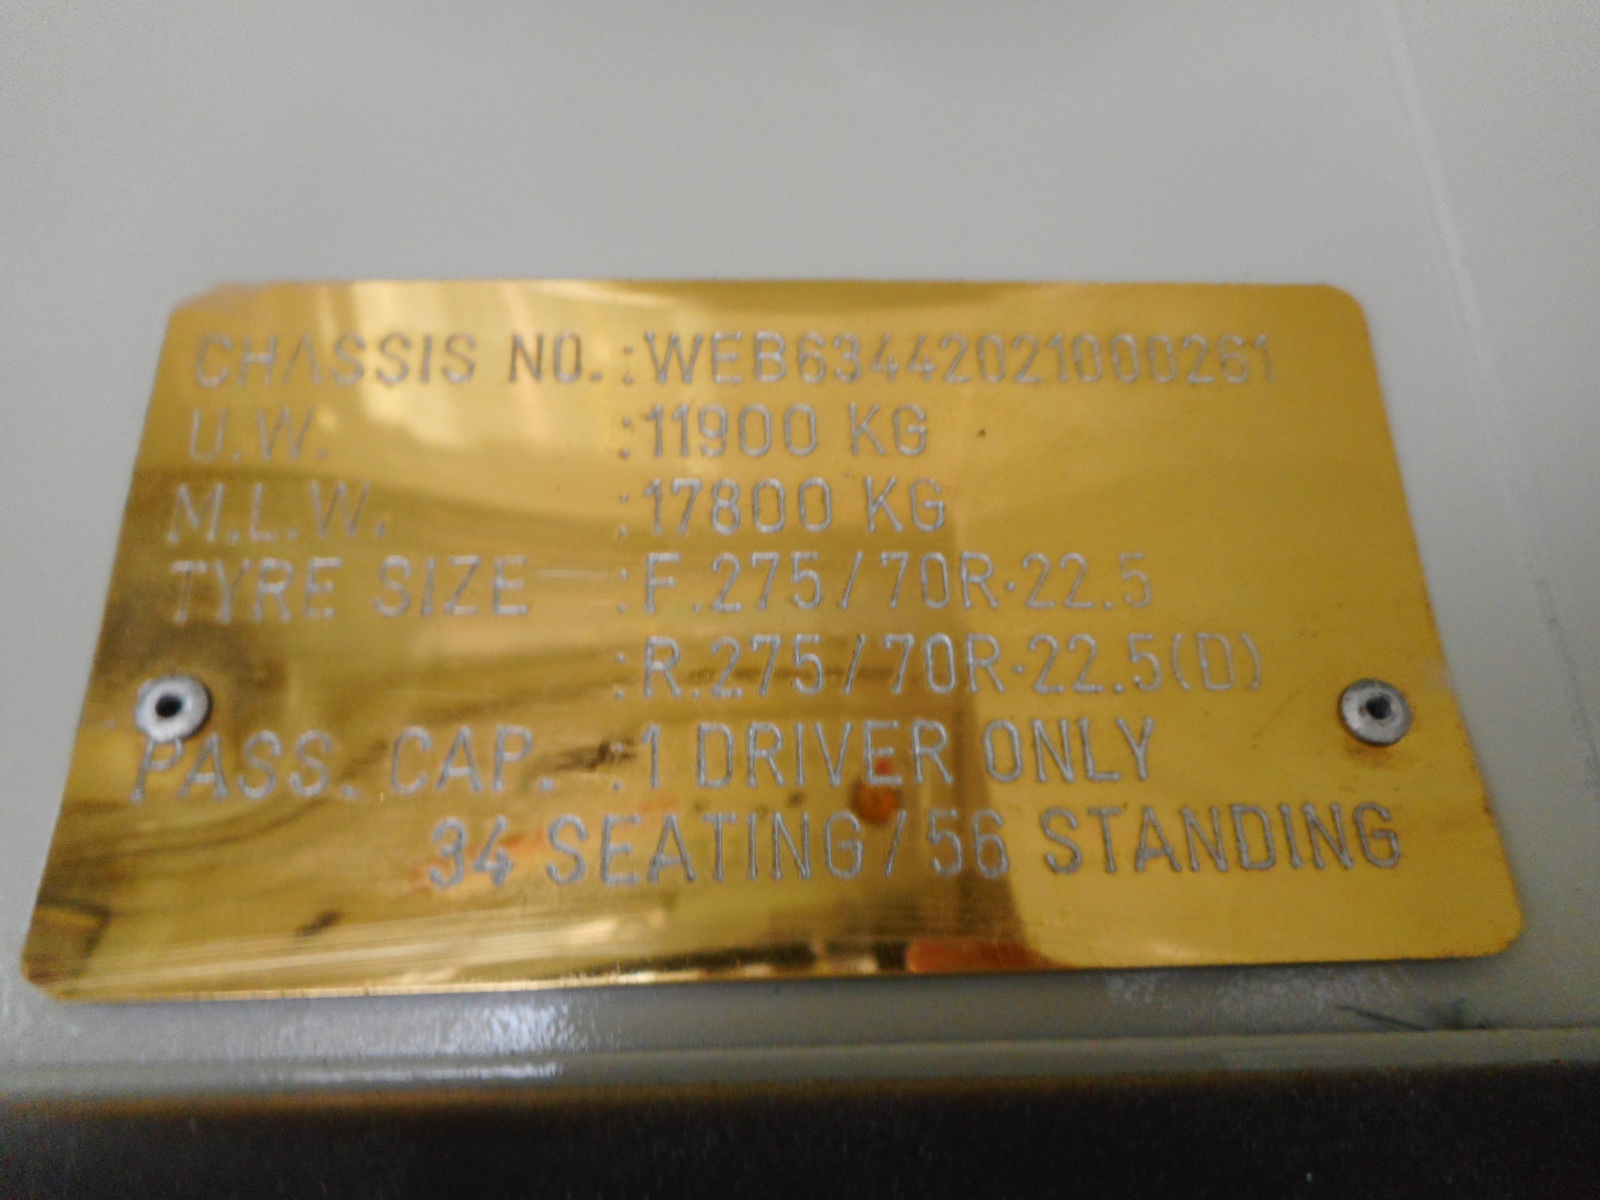 CHASSIS NO. : WEB63442021000261
U.W. : 11900 KG
M.L.W. : 17800 KG
TYRE SIZE : F.275/70R·22.5
: R.275/70R·22.5(D)
PASS. CAP. : 1 DRIVER ONLY
34 SEATING / 56 STANDING